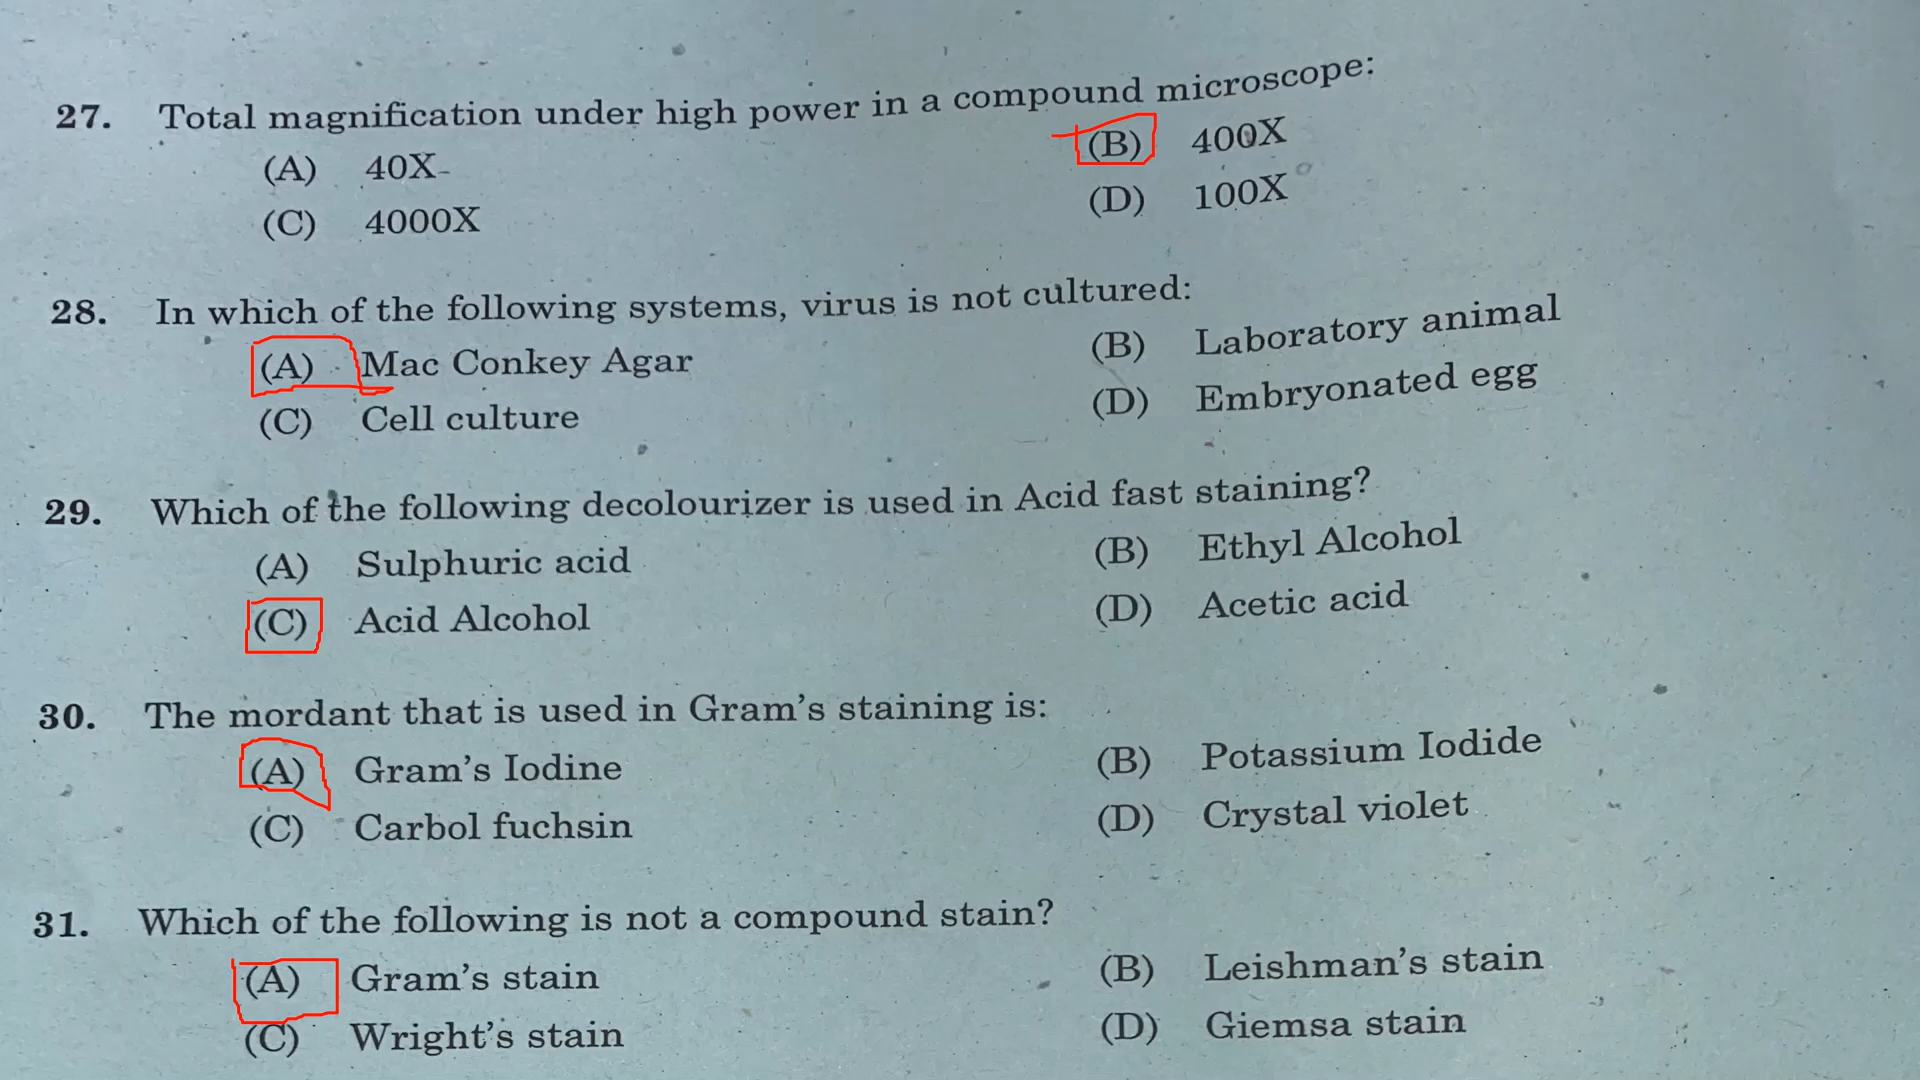 27. Total magnification under high power in a compound microscope:
(A) 40X (B) 400X
(C) 4000X (D) 100X
28. In which of the following systems, virus is not cultured:
(A) Mac Conkey Agar (B) Laboratory animal
(C) Cell culture (D) Embryonated egg
29. Which of the following decolourizer is used in Acid fast staining?
(A) Sulphuric acid (B) Ethyl Alcohol
(C) Acid Alcohol (D) Acetic acid
30. The mordant that is used in Gram's staining is:
(A) Gram's Iodine (B) Potassium Iodide
(C) Carbol fuchsin (D) Crystal violet
31. Which of the following is not a compound stain?
(A) Gram's stain (B) Leishman's stain
(C) Wright's stain (D) Giemsa stain